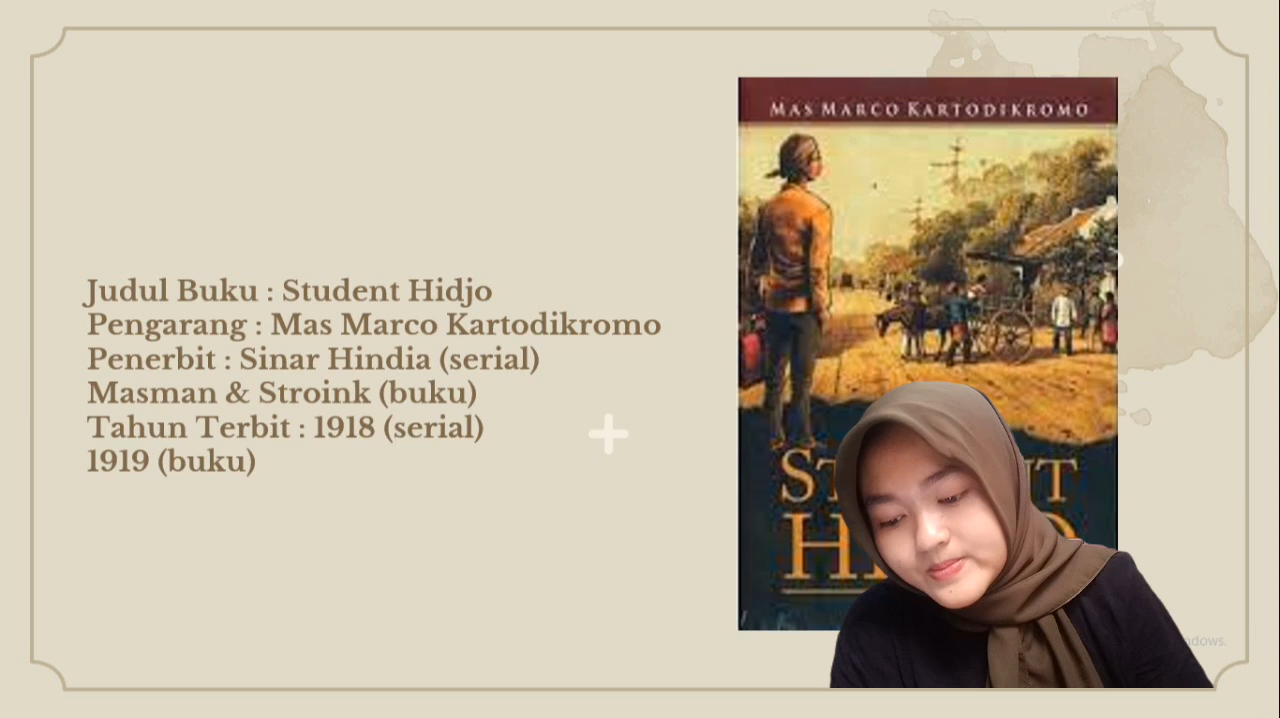 Judul Buku : Student Hidjo
Pengarang : Mas Marco Kartodikromo
Penerbit : Sinar Hindia (serial)
Masman & Stroink (buku)
Tahun Terbit : 1918 (serial)
1919 (buku)
MAS MARCO KARTODIKROMO